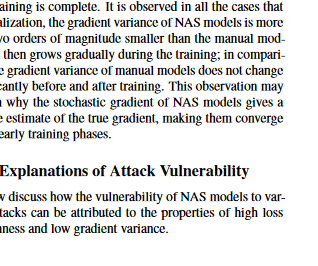 aining is complete. It is observed in all the cases that
alization, the gradient variance of NAS models is more
vo orders of magnitude smaller than the manual mod-
then grows gradually during the training; in compari-
e gradient variance of manual models does not change
cantly before and after training. This observation may
why the stochastic gradient of NAS models gives a
e estimate of the true gradient, making them converge
early training phases.
Explanations of Attack Vulnerability
w discuss how the vulnerability of NAS models to var-
tacks can be attributed to the properties of high loss
hness and low gradient variance.